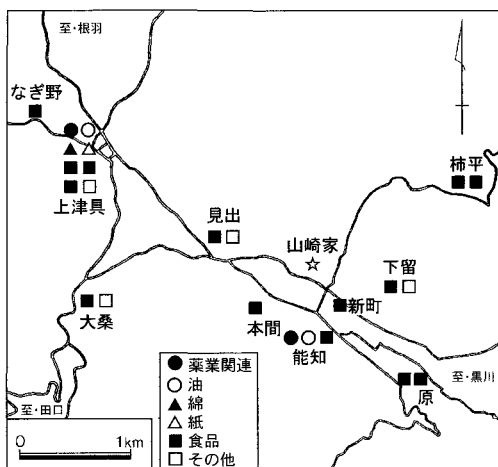 至・根羽
なぎ野
上津具
柿平
見出
山崎家
下留
新町
大桑
本間
能知
原
至・黒川
至・田口
薬業関連
油
綿
紙
食品
その他
0 1km